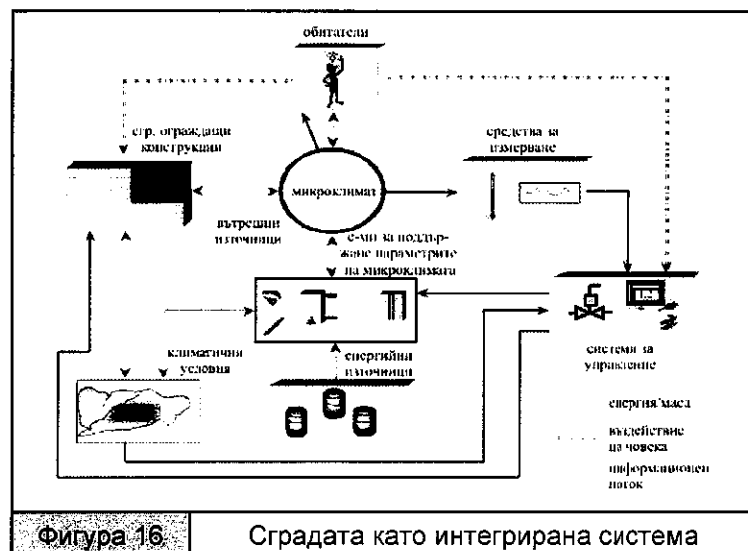 обитатели
стр. ограждащи
конструкции
средства за
измерване
микроклимат
вътрешни
източници
с-ми за поддър-
жане параметрите
на микроклимата
климатични
условия
енергийни
източници
системи за
управление
енергия/маса
въздействие
на човека
информационен
поток
Фигура 16
Сградата като интегрирана система